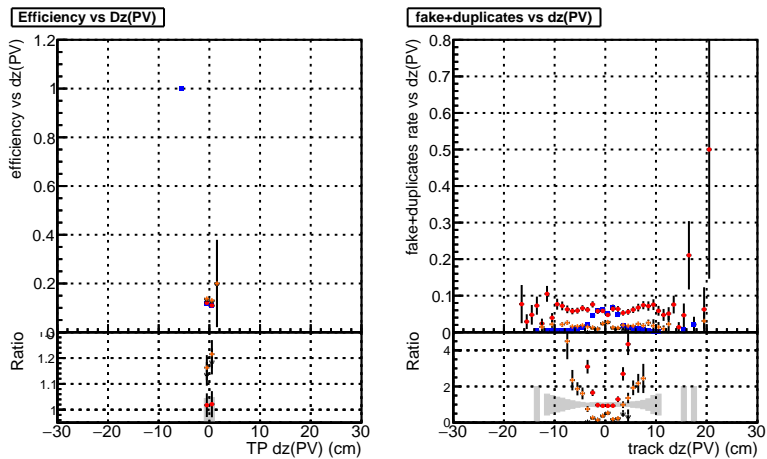 Efficiency vs Dz(PV)
efficiency vs dz(PV)
1.2
1
0.8
0.6
0.4
0.2
0
Ratio
1.2
1.1
1
−30 −20 −10 0 10 20 30
TP dz(PV) (cm)
fake+duplicates vs dz(PV)
fake+duplicates rate vs dz(PV)
0.8
0.7
0.6
0.5
0.4
0.3
0.2
0.1
0
Ratio
4
2
0
−30 −20 −10 0 10 20 30
track dz(PV) (cm)